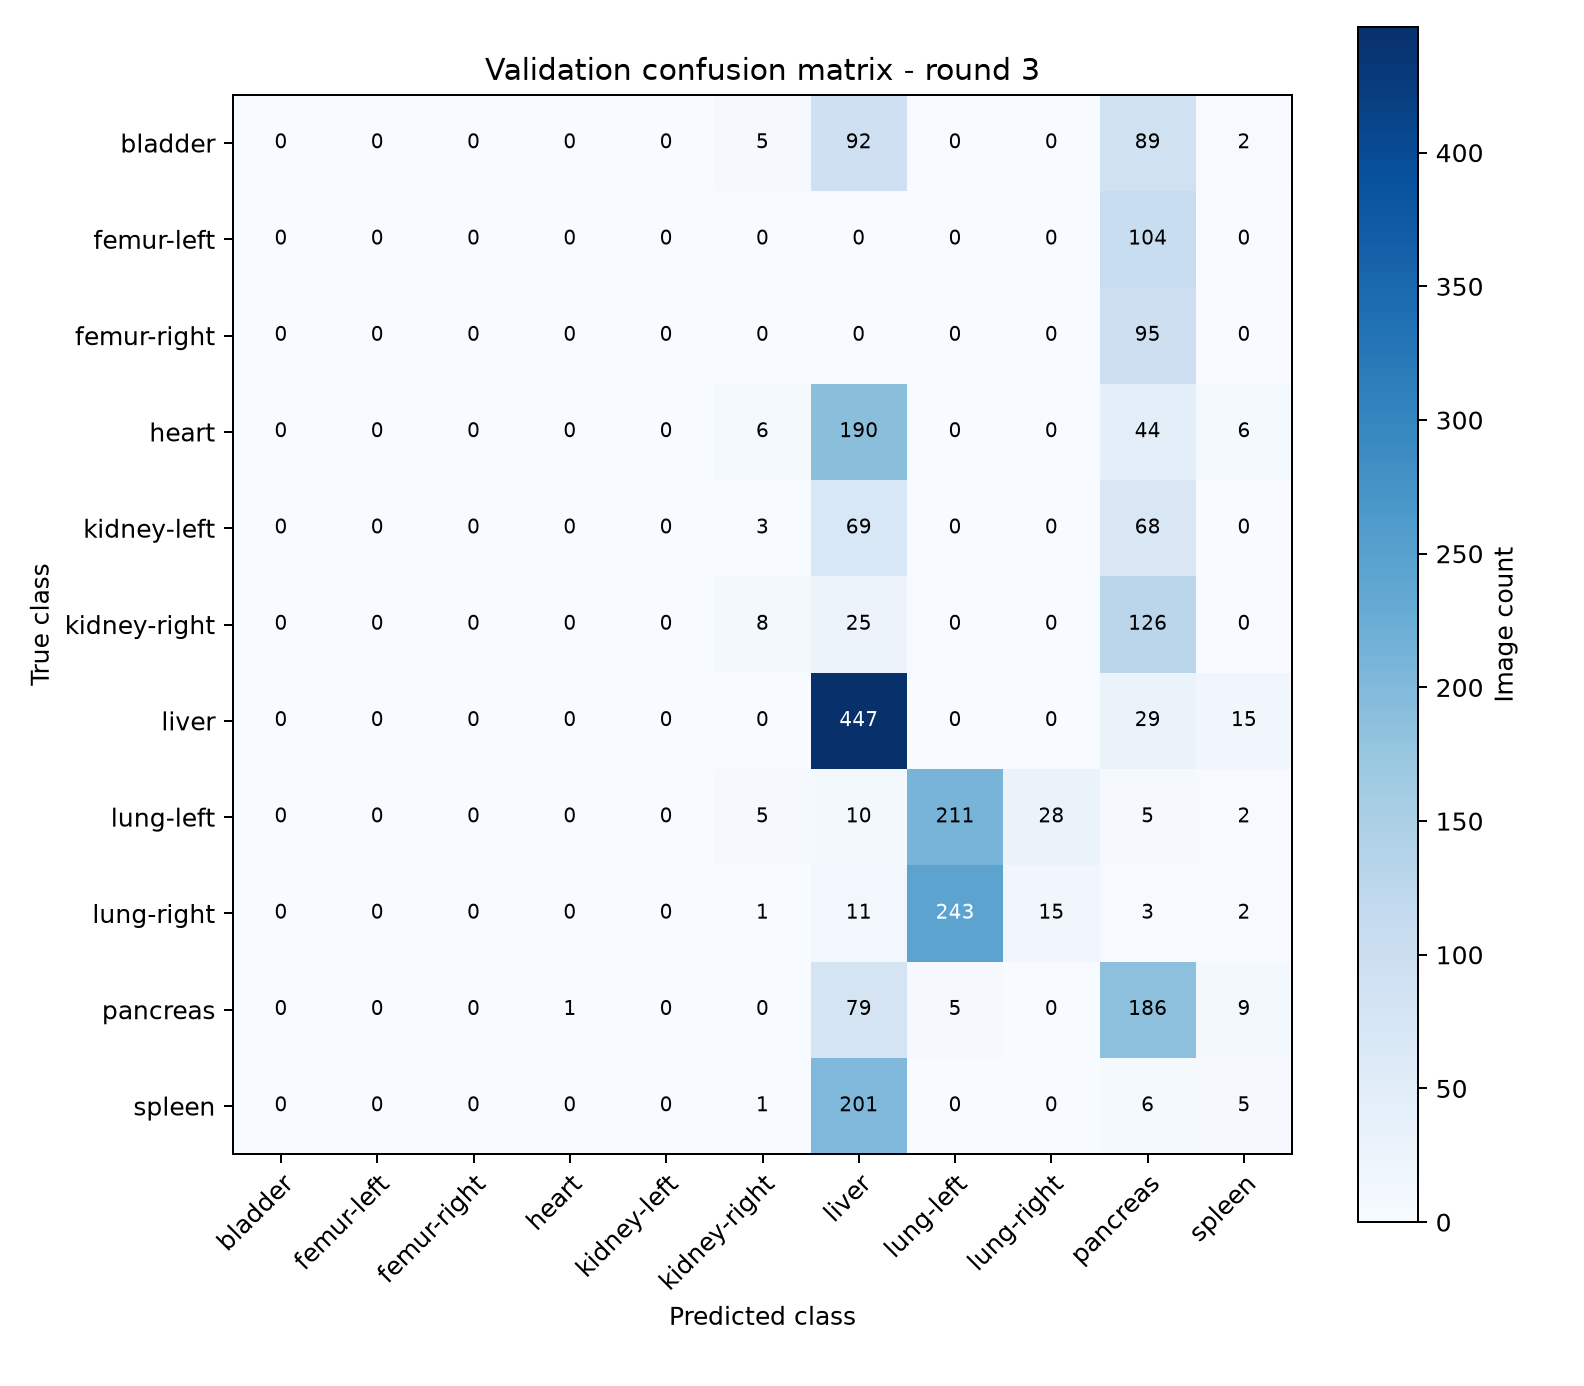 Validation confusion matrix - round 3
bladder 0 0 0 0 0 5 92 0 0 89 2
femur-left 0 0 0 0 0 0 0 0 0 104 0
femur-right 0 0 0 0 0 0 0 0 0 95 0
heart 0 0 0 0 0 6 190 0 0 44 6
kidney-left 0 0 0 0 0 3 69 0 0 68 0
kidney-right 0 0 0 0 0 8 25 0 0 126 0
liver 0 0 0 0 0 0 447 0 0 29 15
lung-left 0 0 0 0 0 5 10 211 28 5 2
lung-right 0 0 0 0 0 1 11 243 15 3 2
pancreas 0 0 0 1 0 0 79 5 0 186 9
spleen 0 0 0 0 0 1 201 0 0 6 5
True class
bladder femur-left femur-right heart kidney-left kidney-right liver lung-left lung-right pancreas spleen
Predicted class
400
350
300
250
200
150
100
50
0
Image count